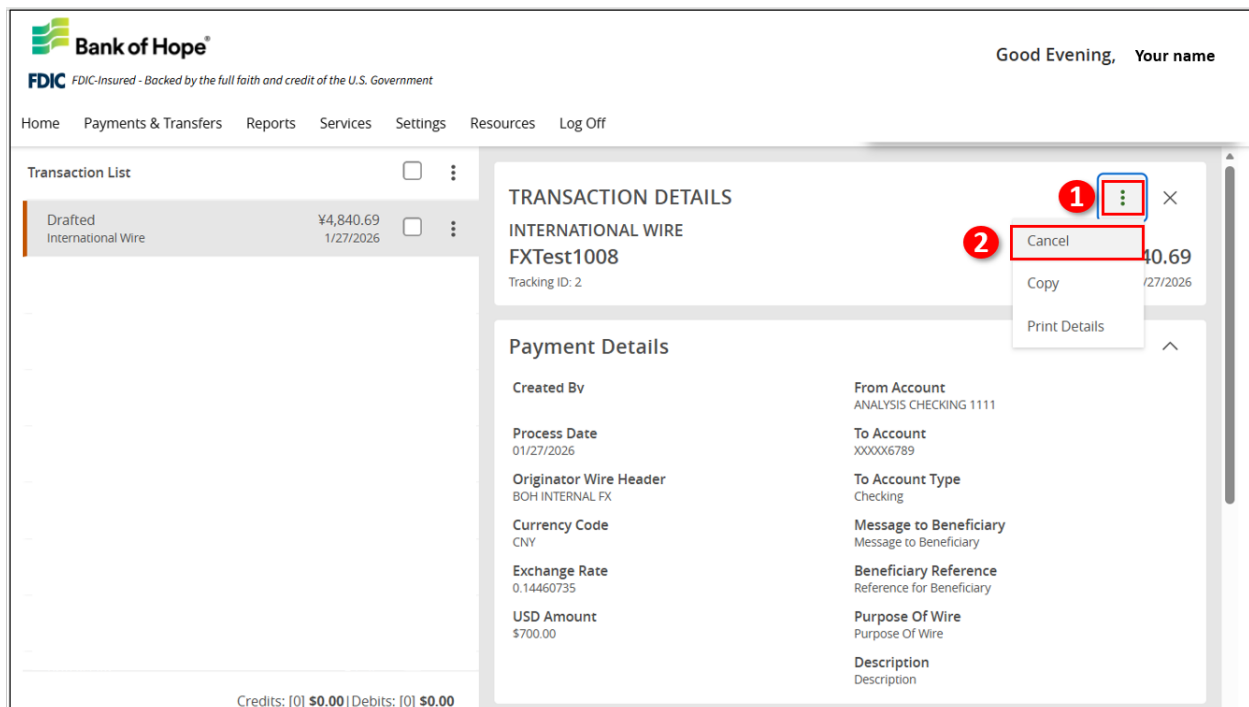 Bank of Hope®
Good Evening, Your name
FDIC FDIC-Insured - Backed by the full faith and credit of the U.S. Government
Home Payments & Transfers Reports Services Settings Resources Log Off
Transaction List
Drafted ¥4,840.69
International Wire 1/27/2026
TRANSACTION DETAILS
1
INTERNATIONAL WIRE
2
Cancel
FXTest1008
40.69
Tracking ID: 2
Copy
/27/2026
Print Details
Payment Details
Created By
From Account
ANALYSIS CHECKING 1111
Process Date
01/27/2026
To Account
XXXXX6789
Originator Wire Header
BOH INTERNAL FX
To Account Type
Checking
Currency Code
CNY
Message to Beneficiary
Message to Beneficiary
Exchange Rate
0.14460735
Beneficiary Reference
Reference for Beneficiary
USD Amount
$700.00
Purpose Of Wire
Purpose Of Wire
Description
Description
Credits: [0] $0.00|Debits: [0] $0.00